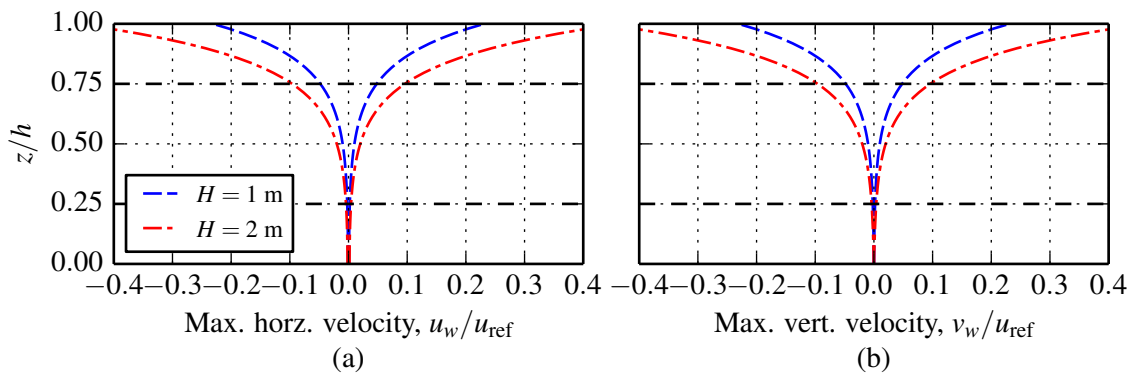 1.00
0.75
0.50
0.25
0.00
z/h
H = 1 m
H = 2 m
−0.4 −0.3 −0.2 −0.1 0.0 0.1 0.2 0.3 0.4
Max. horz. velocity, u_w/u_ref
(a)
−0.4 −0.3 −0.2 −0.1 0.0 0.1 0.2 0.3 0.4
Max. vert. velocity, v_w/u_ref
(b)